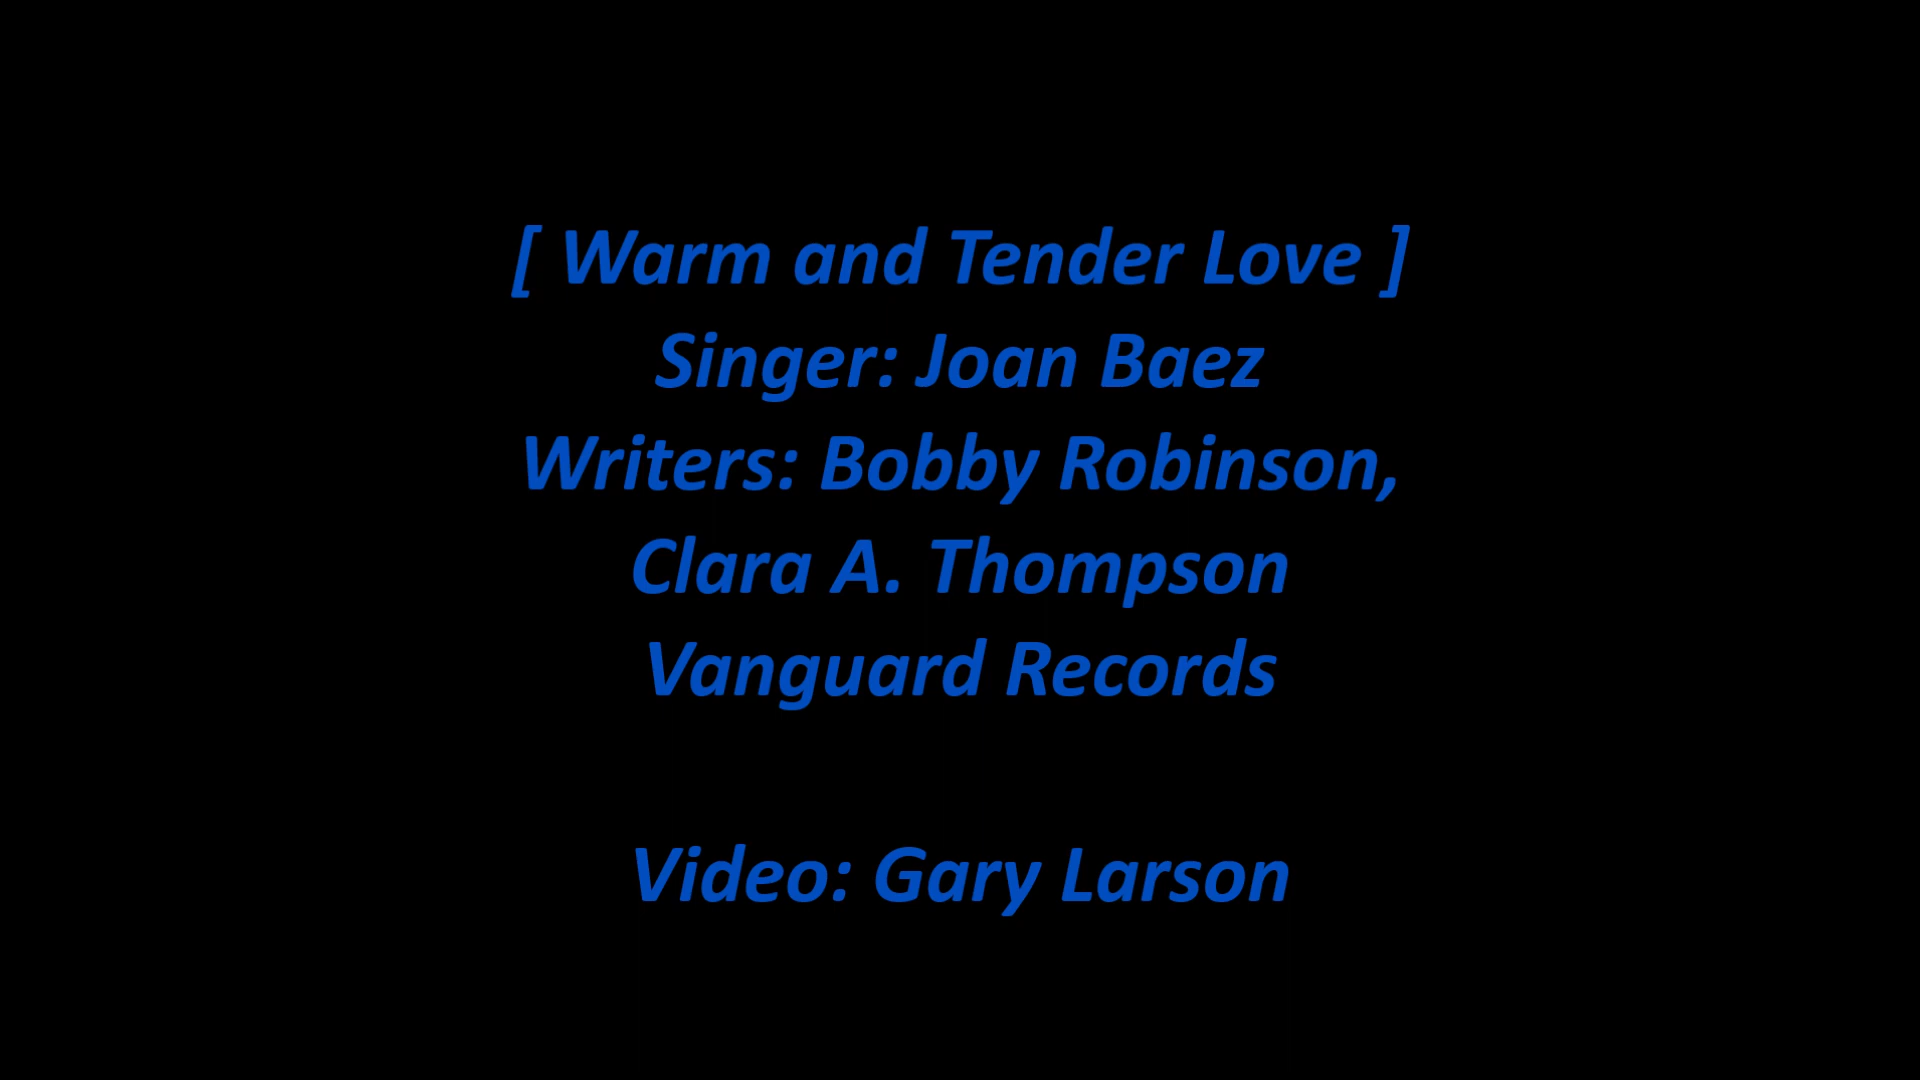 [ Warm and Tender Love ]
Singer: Joan Baez
Writers: Bobby Robinson,
Clara A. Thompson
Vanguard Records
Video: Gary Larson